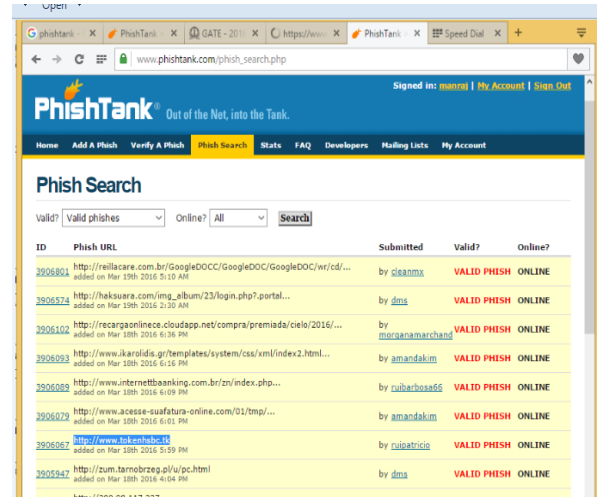 Open
phishtank - X PhishTank X GATE - 201 X https://www X PhishTank X Speed Dial X +
www.phishtank.com/phish_search.php
Signed in: manraj | My Account | Sign Out
PhishTank® Out of the Net, into the Tank.
Home Add A Phish Verify A Phish Phish Search Stats FAQ Developers Mailing Lists My Account
Phish Search
Valid? Valid phishes Online? All Search
ID Phish URL Submitted Valid? Online?
3906801 http://reillacare.com.br/GoogleDOCC/GoogleDOC/GoogleDOC/wr/cd/... by cleanmx VALID PHISH ONLINE
added on Mar 19th 2016 5:10 AM
3906574 http://haksuara.com/img_album/23/login.php?.portal... by dms VALID PHISH ONLINE
added on Mar 19th 2016 2:30 AM
3906102 http://recargaonlinece.cloudapp.net/compra/premiada/cielo/2016/... by morganamarchand VALID PHISH ONLINE
added on Mar 18th 2016 6:36 PM
3906093 http://www.ikarolidis.gr/templates/system/css/xml/index2.html... by amandakim VALID PHISH ONLINE
added on Mar 18th 2016 6:16 PM
3906089 http://www.internettbaanking.com.br/zn/index.php... by ruibarbosa66 VALID PHISH ONLINE
added on Mar 18th 2016 6:09 PM
3906079 http://www.acesse-suafatura-online.com/01/tmp/... by amandakim VALID PHISH ONLINE
added on Mar 18th 2016 6:01 PM
3906067 http://www.tokenhsbc.tk by ruipatricio VALID PHISH ONLINE
added on Mar 18th 2016 5:59 PM
3905947 http://zum.tarnobrzeg.pl/u/pc.html by dms VALID PHISH ONLINE
added on Mar 18th 2016 4:04 PM